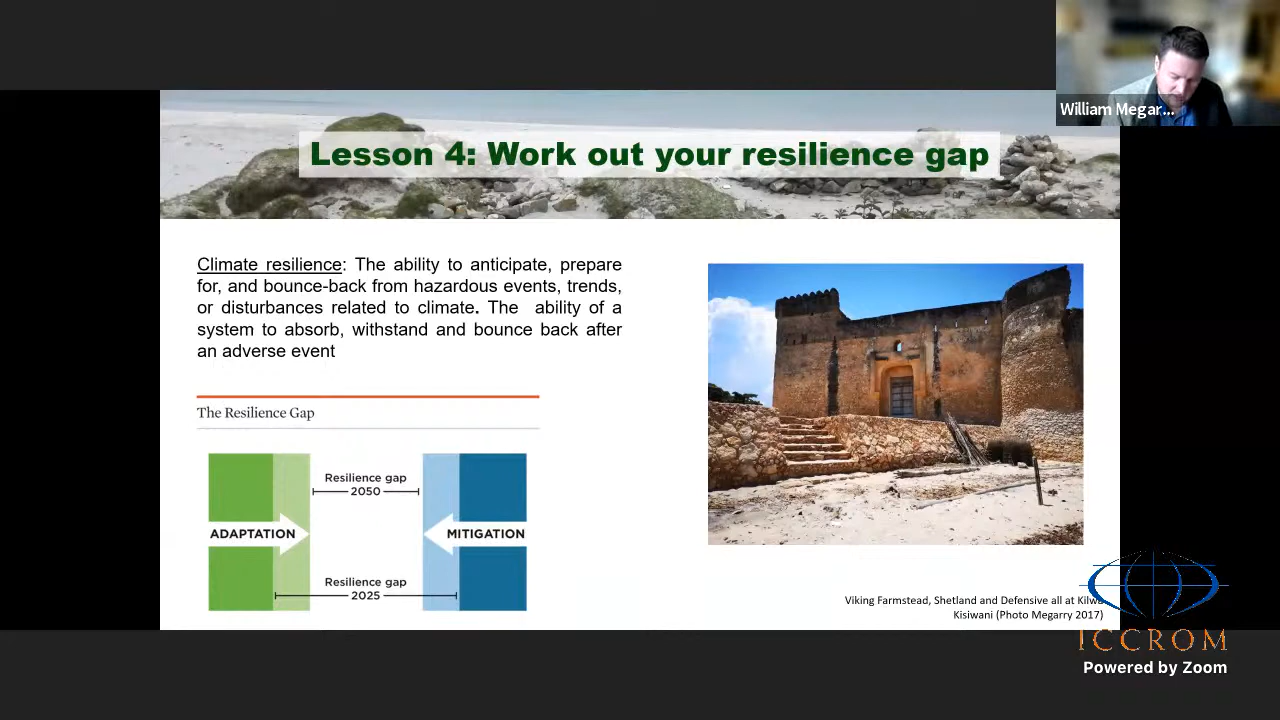 William Megar...
Lesson 4: Work out your resilience gap
Climate resilience: The ability to anticipate, prepare
for, and bounce-back from hazardous events, trends,
or disturbances related to climate. The ability of a
system to absorb, withstand and bounce back after
an adverse event
The Resilience Gap
Resilience gap
2050
ADAPTATION
MITIGATION
Resilience gap
2025
Viking Farmstead, Shetland and Defensive all at Kilwa
Kisiwani (Photo Megarry 2017)
ICCROM
Powered by Zoom